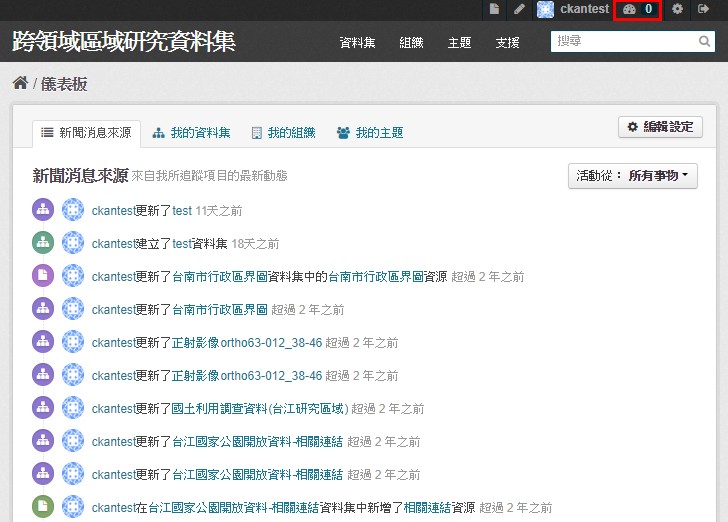 ckantest 0
跨領域區域研究資料集 資料集 組織 主題 支援 搜尋
/ 儀表板
新聞消息來源 我的資料集 我的組織 我的主題 編輯設定
新聞消息來源 來自我所追蹤項目的最新動態 活動從： 所有事物
ckantest更新了test 11天之前
ckantest建立了test資料集 18天之前
ckantest更新了台南市行政區界圖資料集中的台南市行政區界圖資源 超過 2 年之前
ckantest更新了台南市行政區界圖 超過 2 年之前
ckantest更新了正射影像ortho63-012_38-46 超過 2 年之前
ckantest更新了正射影像ortho63-012_38-46 超過 2 年之前
ckantest更新了國土利用調查資料(台江研究區域) 超過 2 年之前
ckantest更新了台江國家公園開放資料-相關連結 超過 2 年之前
ckantest更新了台江國家公園開放資料-相關連結 超過 2 年之前
ckantest在台江國家公園開放資料-相關連結資料集中新增了相關連結資源 超過 2 年之前